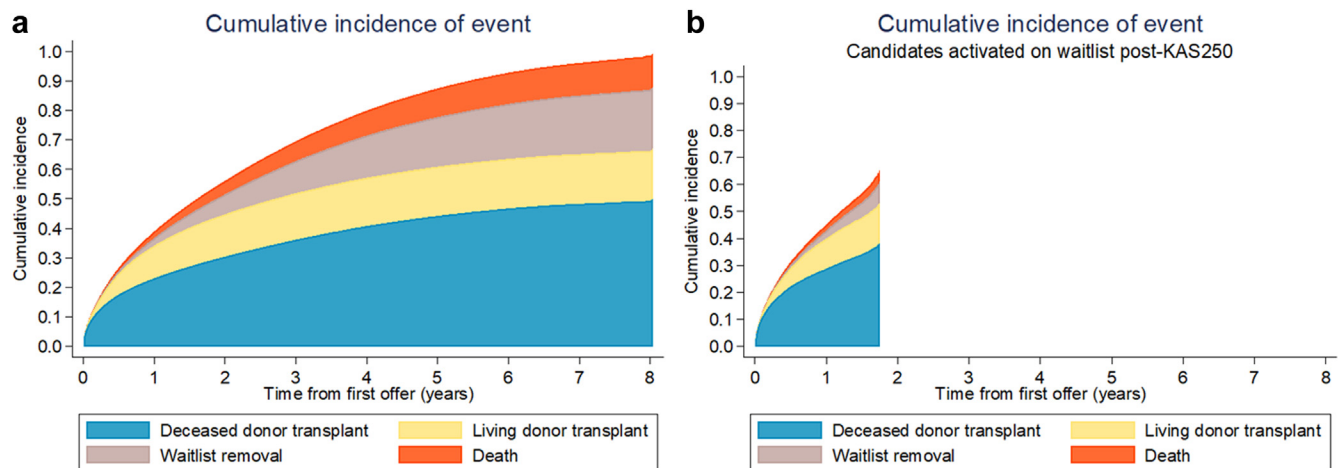 a
Cumulative incidence of event
1.0
0.9
0.8
0.7
0.6
0.5
0.4
0.3
0.2
0.1
0.0
Cumulative incidence
0 1 2 3 4 5 6 7 8
Time from first offer (years)
Deceased donor transplant Living donor transplant
Waitlist removal Death
b
Cumulative incidence of event
Candidates activated on waitlist post-KAS250
1.0
0.9
0.8
0.7
0.6
0.5
0.4
0.3
0.2
0.1
0.0
Cumulative incidence
0 1 2 3 4 5 6 7 8
Time from first offer (years)
Deceased donor transplant Living donor transplant
Waitlist removal Death